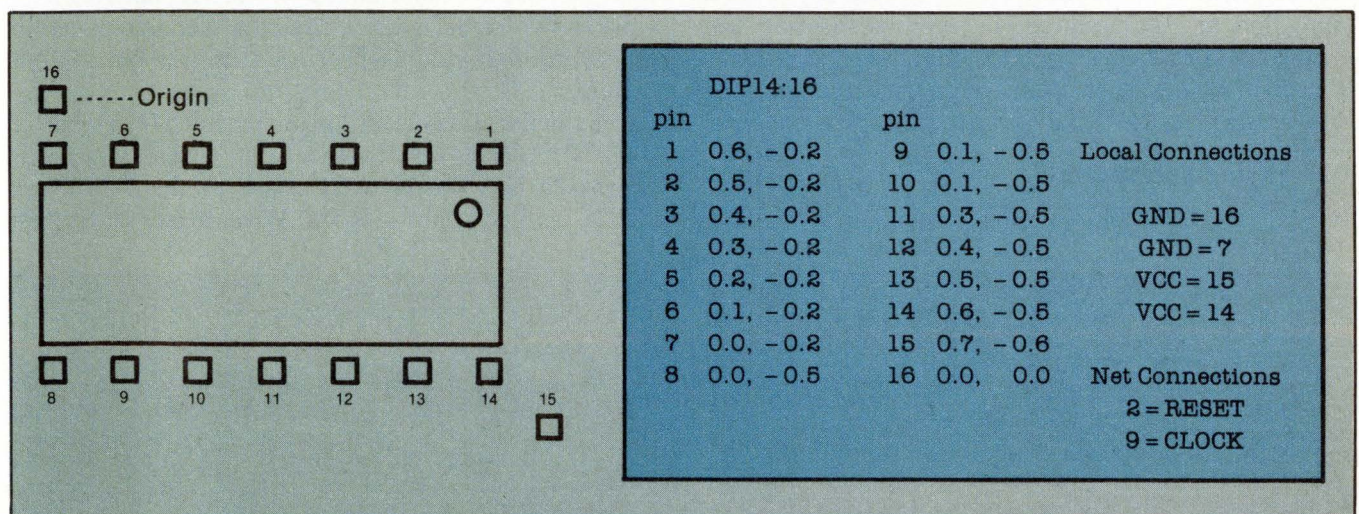 16
Origin
7 6 5 4 3 2 1
8 9 10 11 12 13 14
15
DIP14:16
pin pin
1 0.6, -0.2 9 0.1, -0.5 Local Connections
2 0.5, -0.2 10 0.1, -0.5
3 0.4, -0.2 11 0.3, -0.5 GND = 16
4 0.3, -0.2 12 0.4, -0.5 GND = 7
5 0.2, -0.2 13 0.5, -0.5 VCC = 15
6 0.1, -0.2 14 0.6, -0.5 VCC = 14
7 0.0, -0.2 15 0.7, -0.6
8 0.0, -0.5 16 0.0, 0.0 Net Connections
2 = RESET
9 = CLOCK